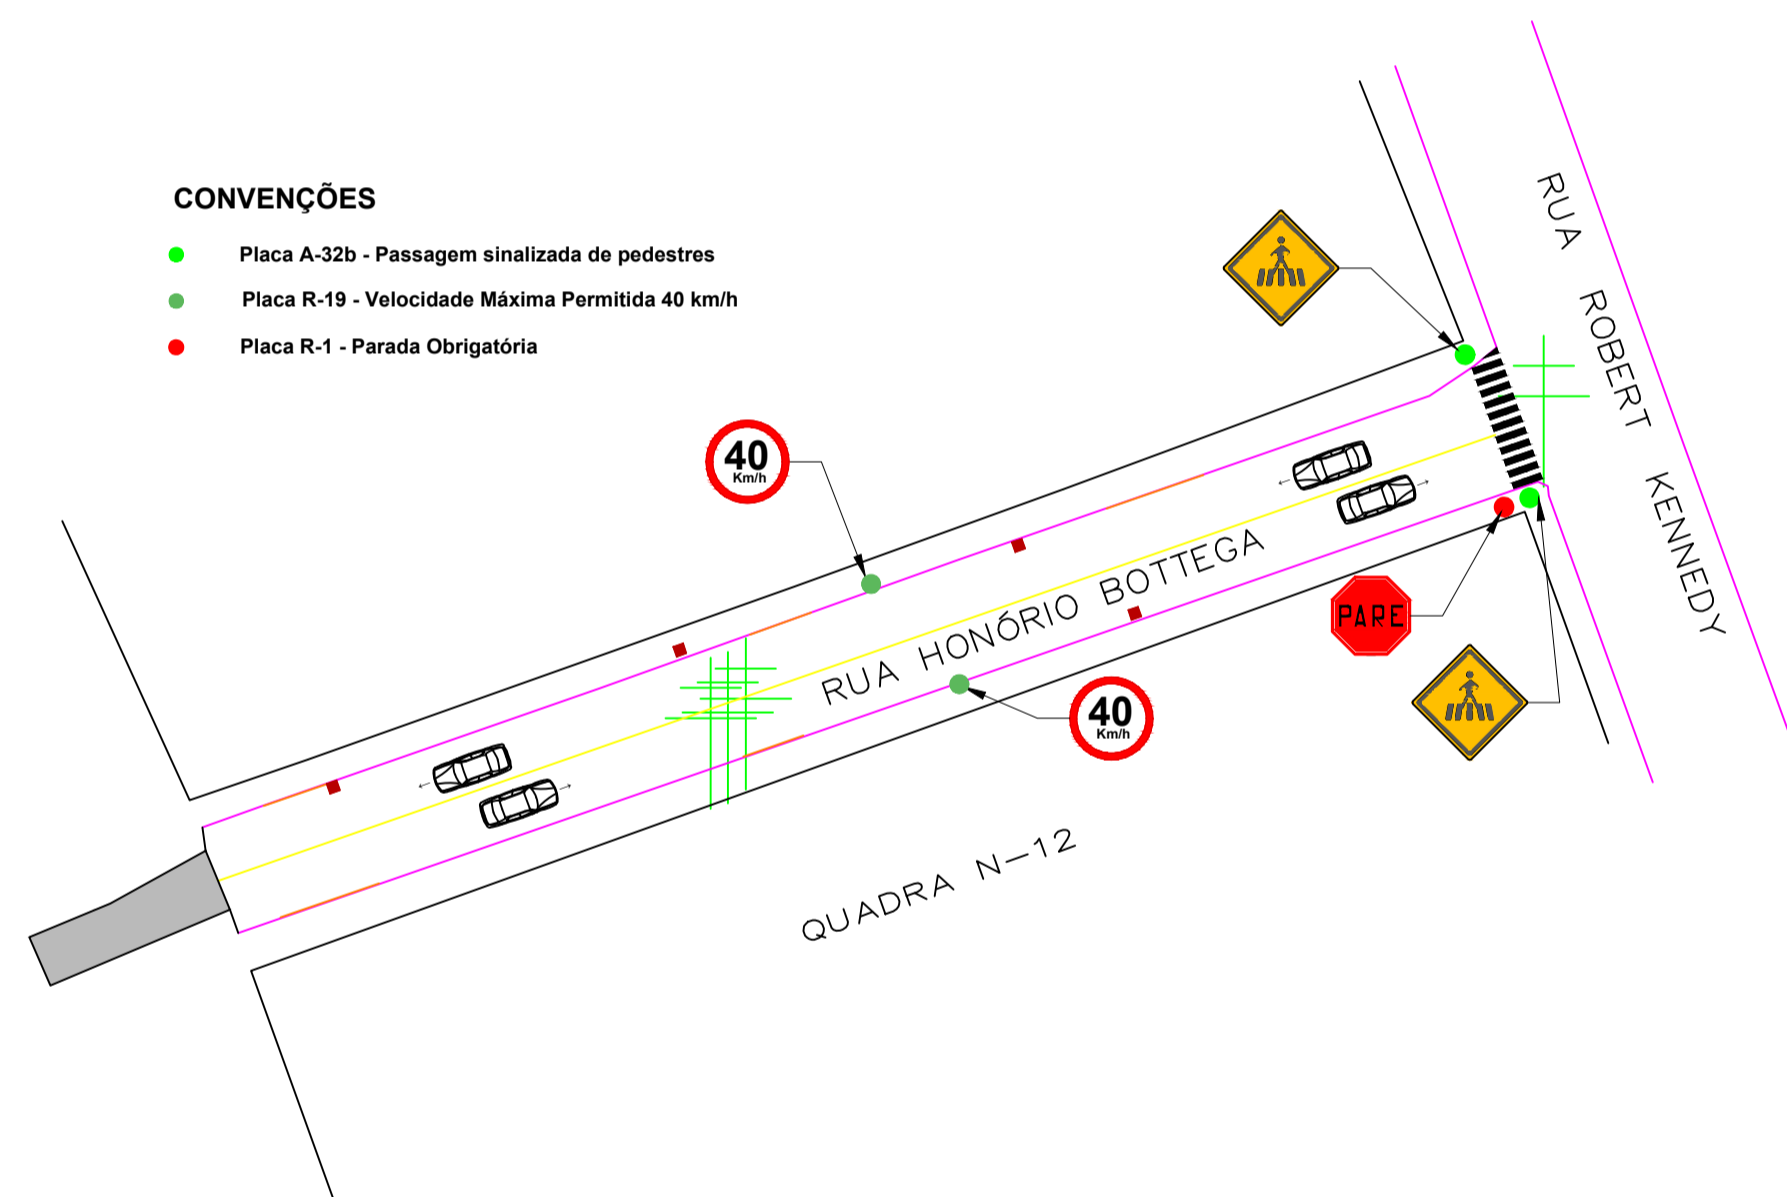 CONVENÇÕES
Placa A-32b - Passagem sinalizada de pedestres
Placa R-19 - Velocidade Máxima Permitida 40 km/h
Placa R-1 - Parada Obrigatória
40
Km/h
RUA ROBERT KENNEDY
RUA HONÓRIO BOTTEGA
PARE
40
Km/h
QUADRA N-12